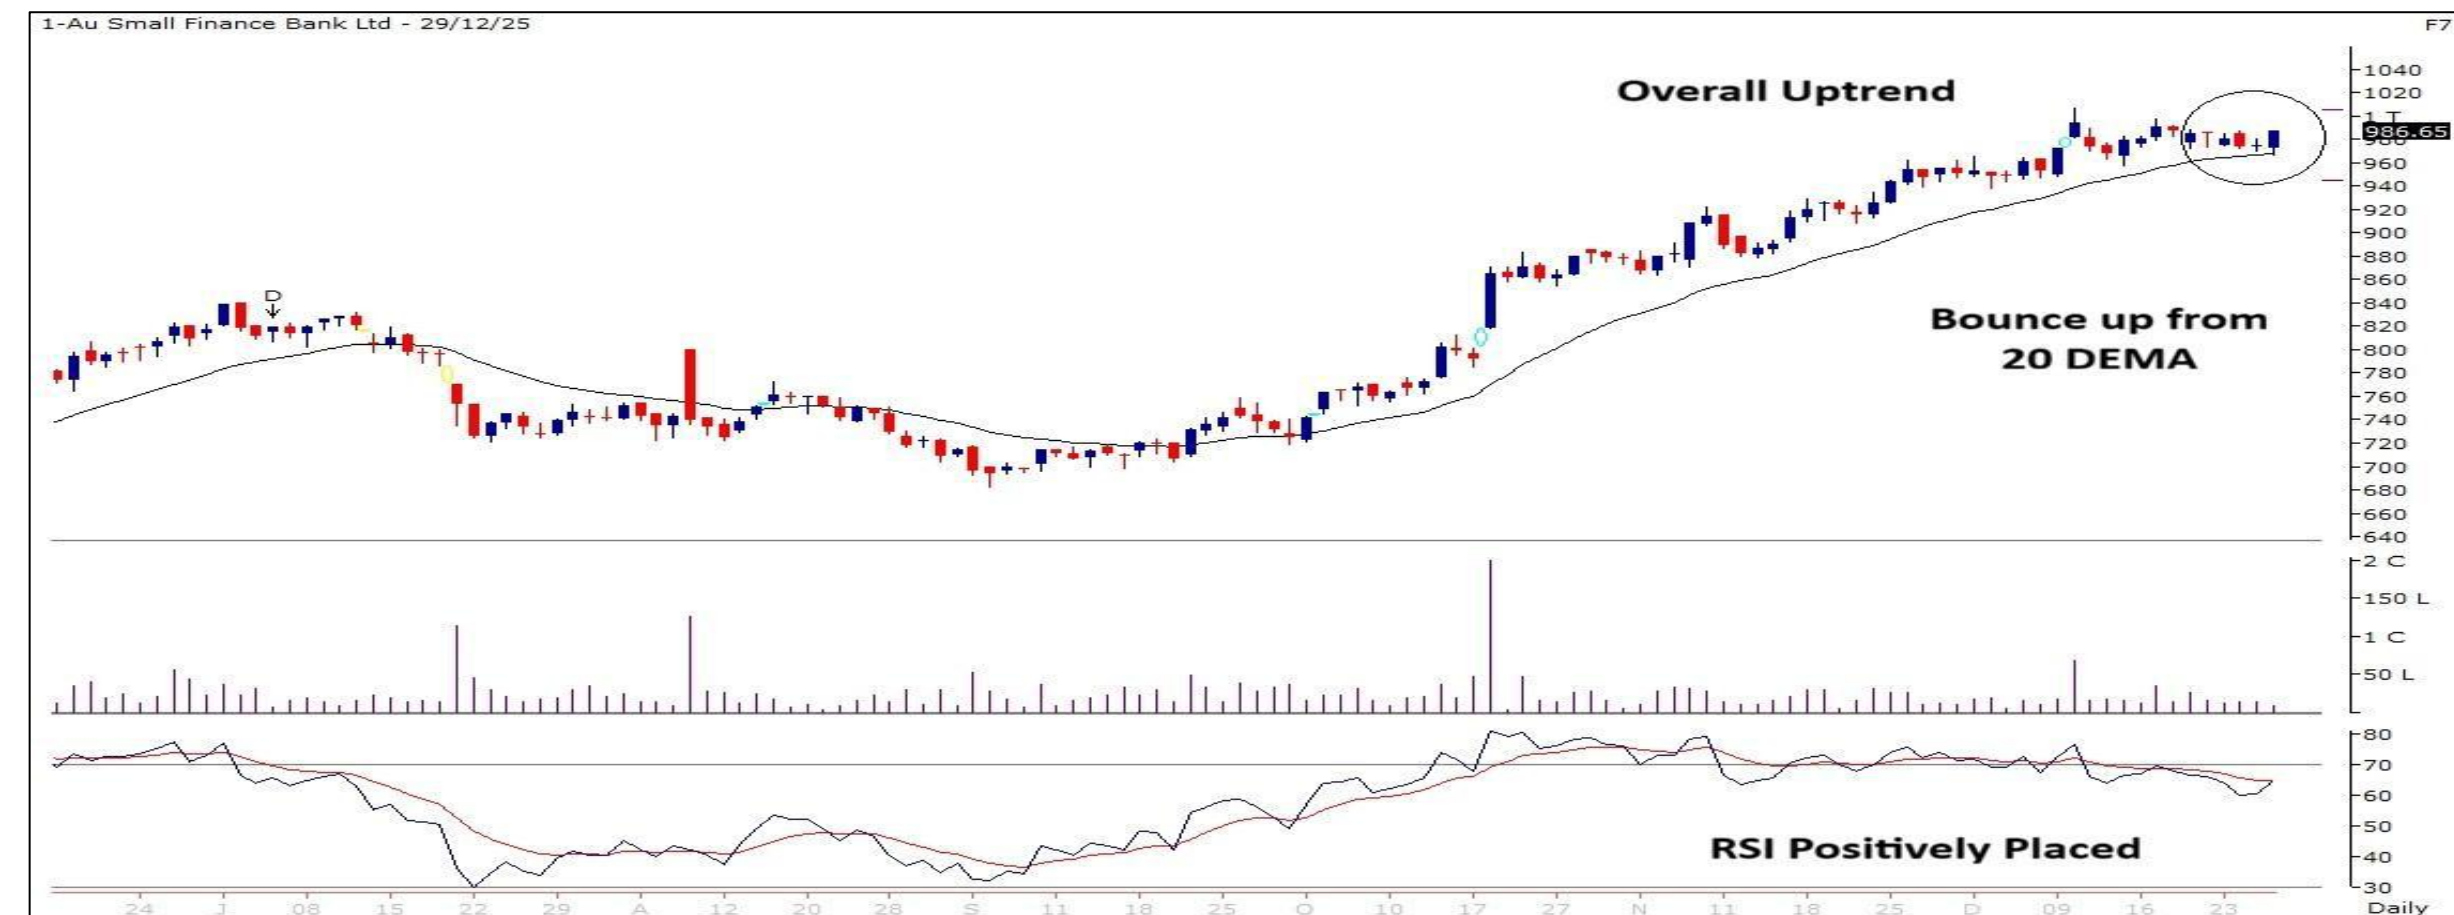 1-Au Small Finance Bank Ltd - 29/12/25
F7
Overall Uptrend
1040
1020
1 T
986.65
980
960
940
920
900
880
860
840
820
800
780
760
740
720
700
680
660
640
D
Bounce up from
20 DEMA
2 C
150 L
1 C
50 L
80
70
60
50
40
30
RSI Positively Placed
24 J 08 15 22 29 A 12 20 28 S 11 18 25 O 10 17 27 N 11 18 25 D 09 16 23 Daily